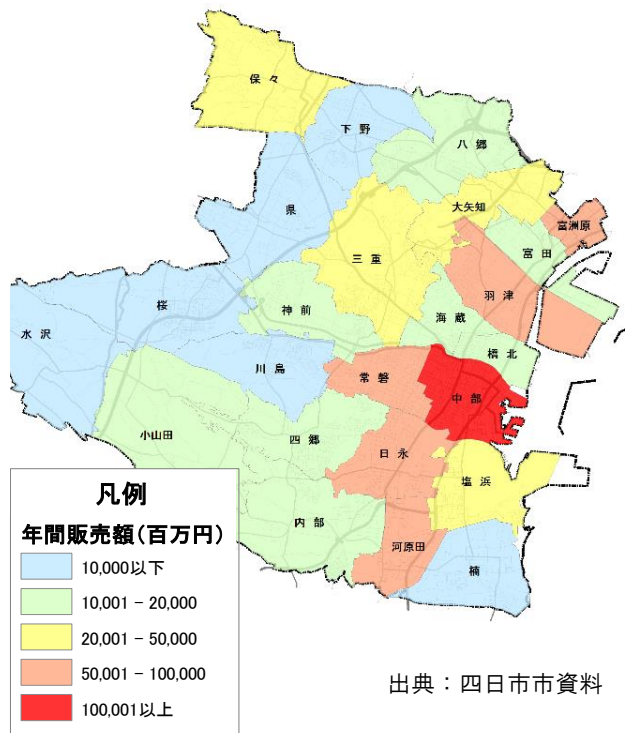 保々
下野
八郷
県
大矢知
富洲原
富田
三重
羽津
桜
神前
海蔵
水沢
橋北
川島
常磐
中部
小山田
四郷
日永
塩浜
内部
河原田
楠
凡例
年間販売額(百万円)
10,000以下
10,001 - 20,000
20,001 - 50,000
50,001 - 100,000
100,001以上
出典：四日市市資料